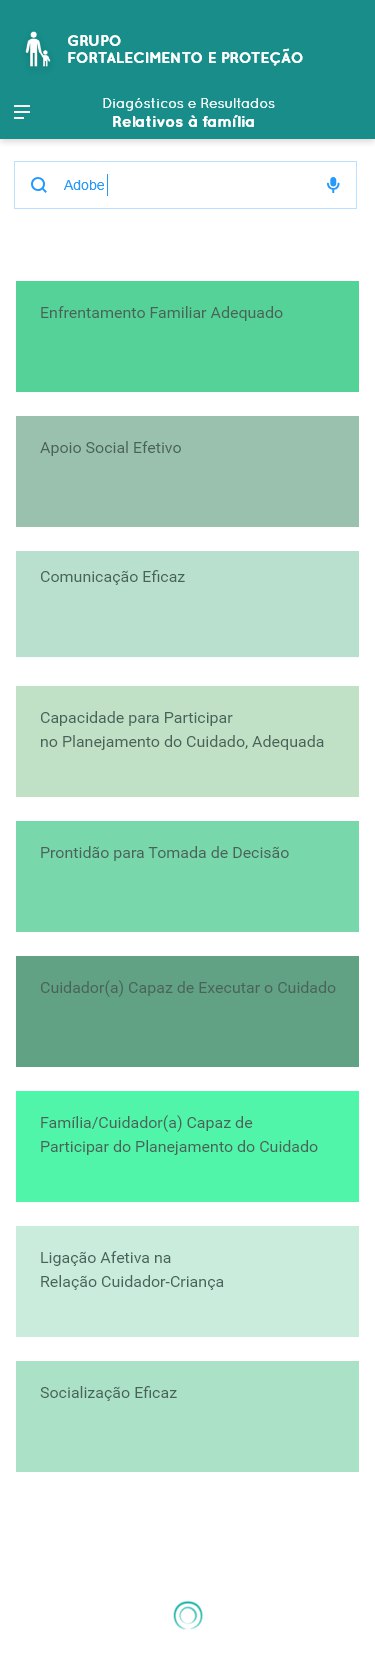 GRUPO
FORTALECIMENTO E PROTEÇÃO
Diagósticos e Resultados
Relativos à família
Adobe
Enfrentamento Familiar Adequado
Apoio Social Efetivo
Comunicação Eficaz
Capacidade para Participar
no Planejamento do Cuidado, Adequada
Prontidão para Tomada de Decisão
Cuidador(a) Capaz de Executar o Cuidado
Família/Cuidador(a) Capaz de
Participar do Planejamento do Cuidado
Ligação Afetiva na
Relação Cuidador-Criança
Socialização Eficaz